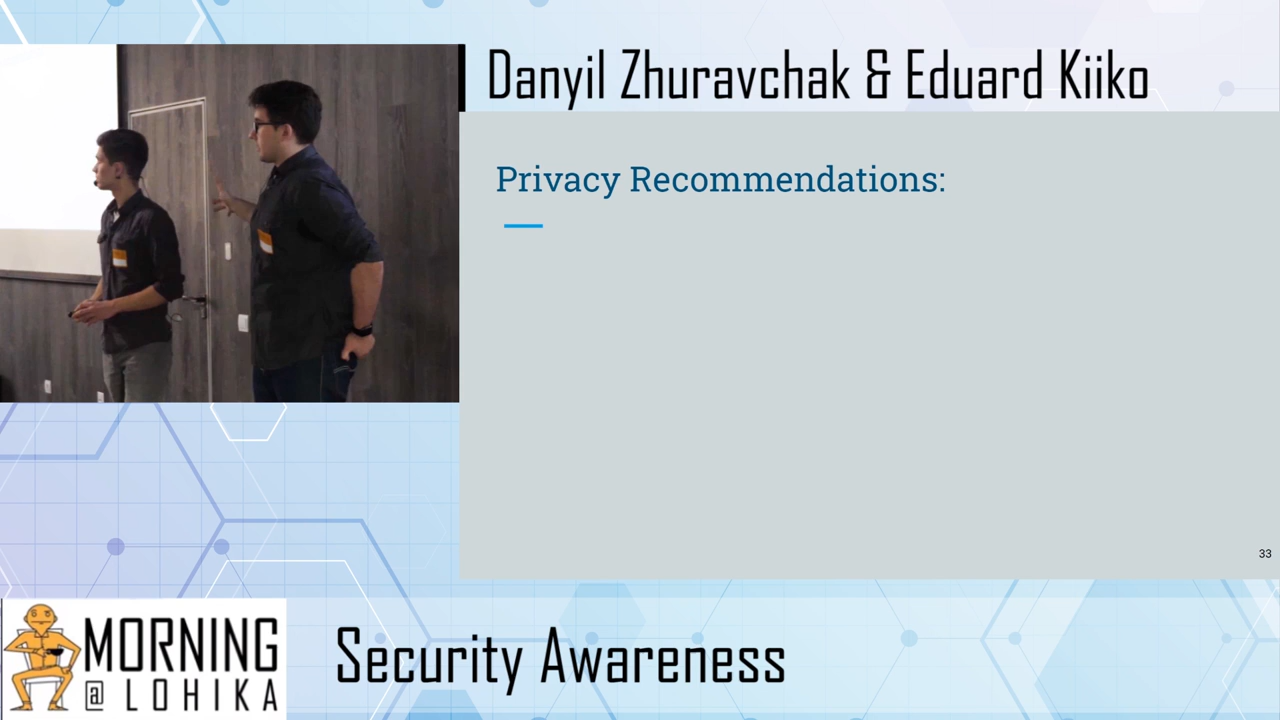 Danyil Zhuravchak & Eduard Kiiko
Privacy Recommendations:
33
MORNING
@ LOHIKA
Security Awareness